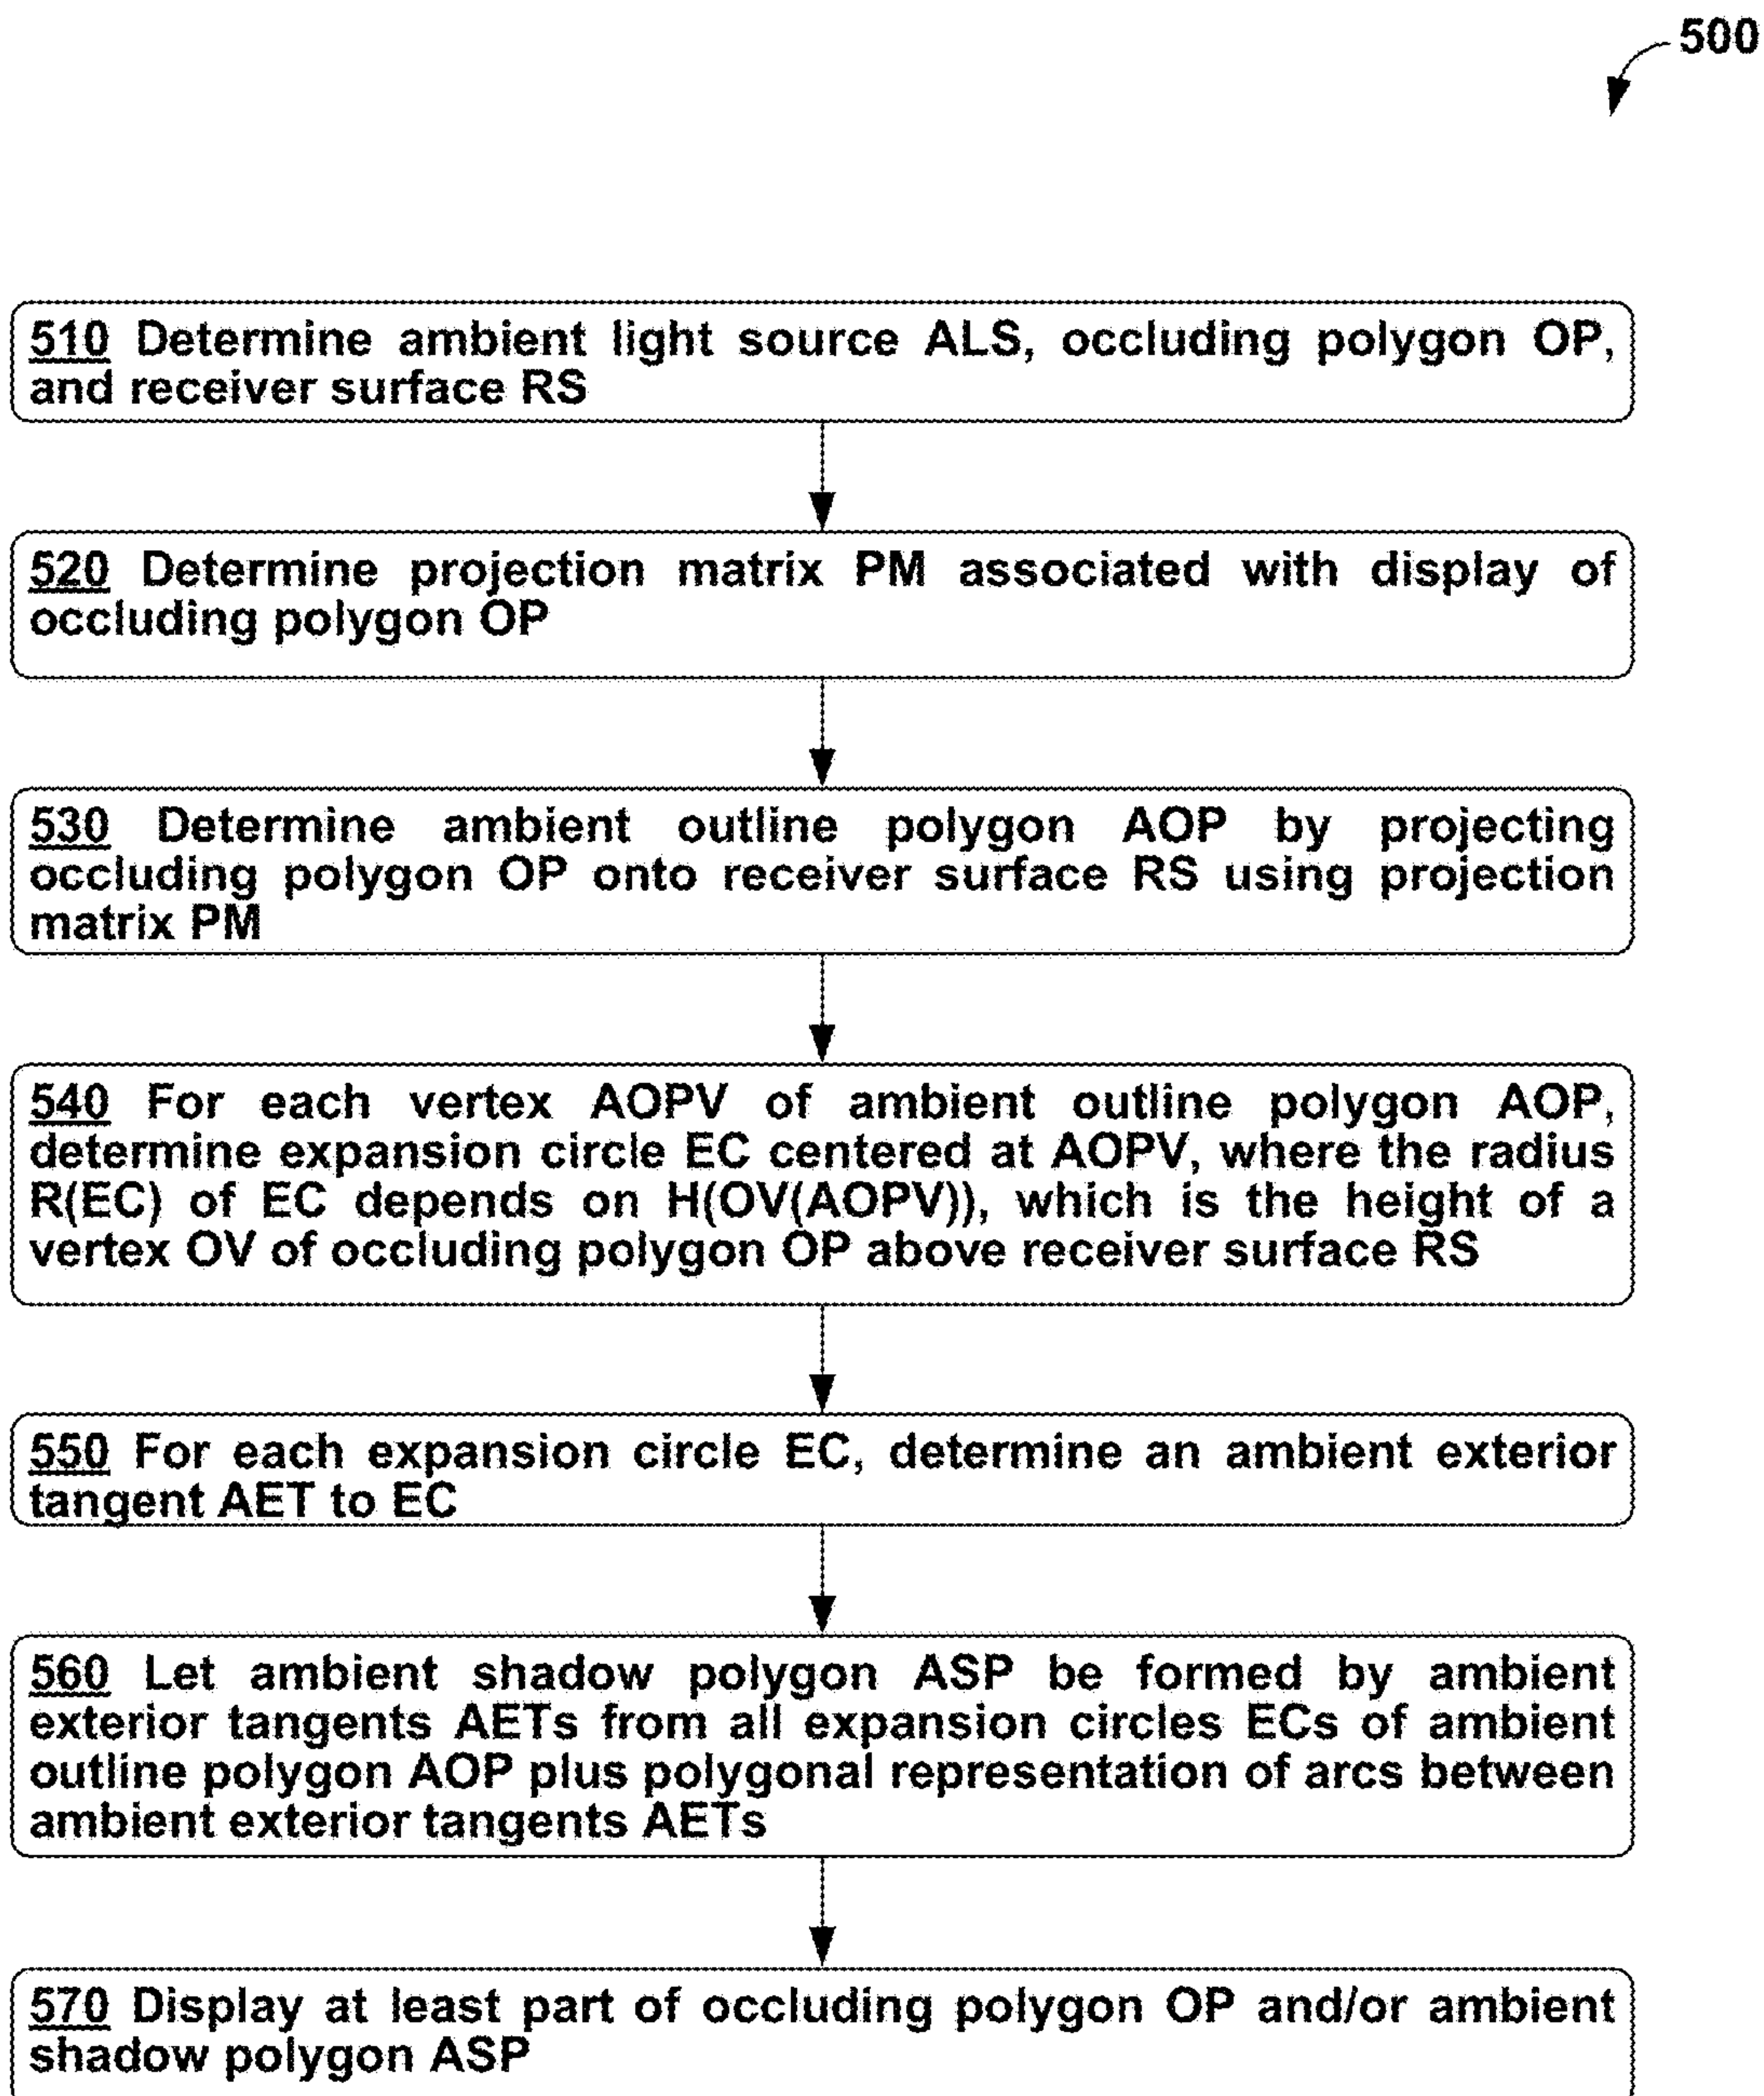 500
510 Determine ambient light source ALS, occluding polygon OP,
and receiver surface RS
520 Determine projection matrix PM associated with display of
occluding polygon OP
530 Determine ambient outline polygon AOP by projecting
occluding polygon OP onto receiver surface RS using projection
matrix PM
540 For each vertex AOPV of ambient outline polygon AOP,
determine expansion circle EC centered at AOPV, where the radius
R(EC) of EC depends on H(OV(AOPV)), which is the height of a
vertex OV of occluding polygon OP above receiver surface RS
550 For each expansion circle EC, determine an ambient exterior
tangent AET to EC
560 Let ambient shadow polygon ASP be formed by ambient
exterior tangents AETs from all expansion circles ECs of ambient
outline polygon AOP plus polygonal representation of arcs between
ambient exterior tangents AETs
570 Display at least part of occluding polygon OP and/or ambient
shadow polygon ASP